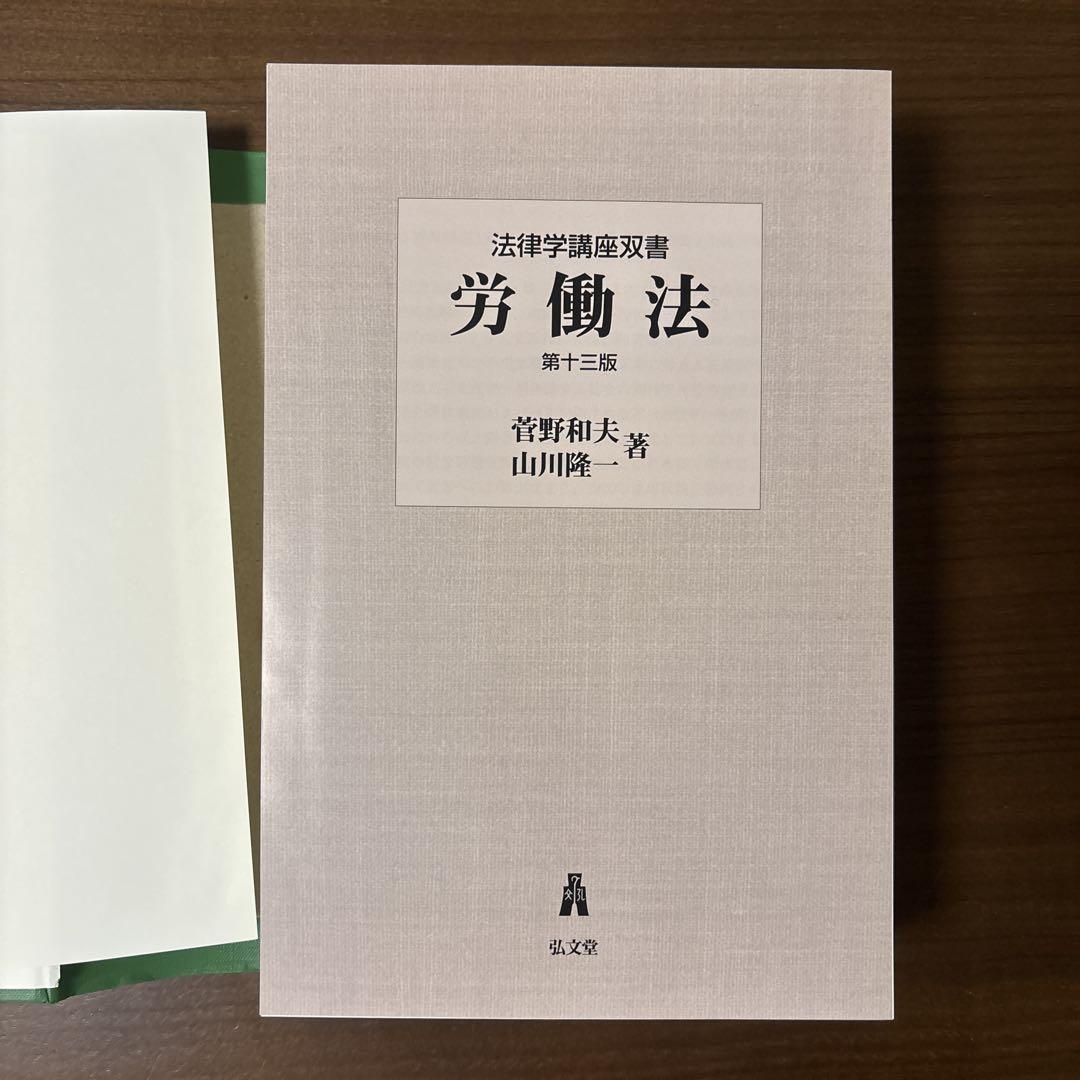 法律学講座双書
労働法
第十三版
菅野和夫
山川隆一
著
弘文堂